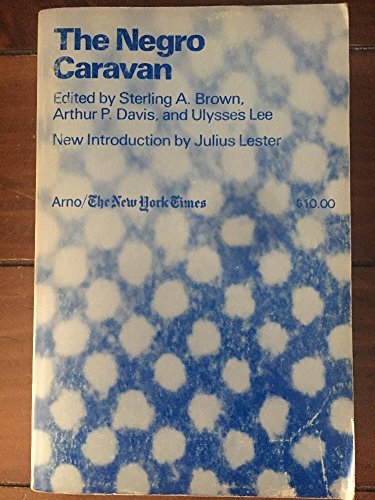 The Negro
Caravan
Edited by Sterling A. Brown,
Arthur P. Davis, and Ulysses Lee
New Introduction by Julius Lester
Arno/The New York Times $10.00